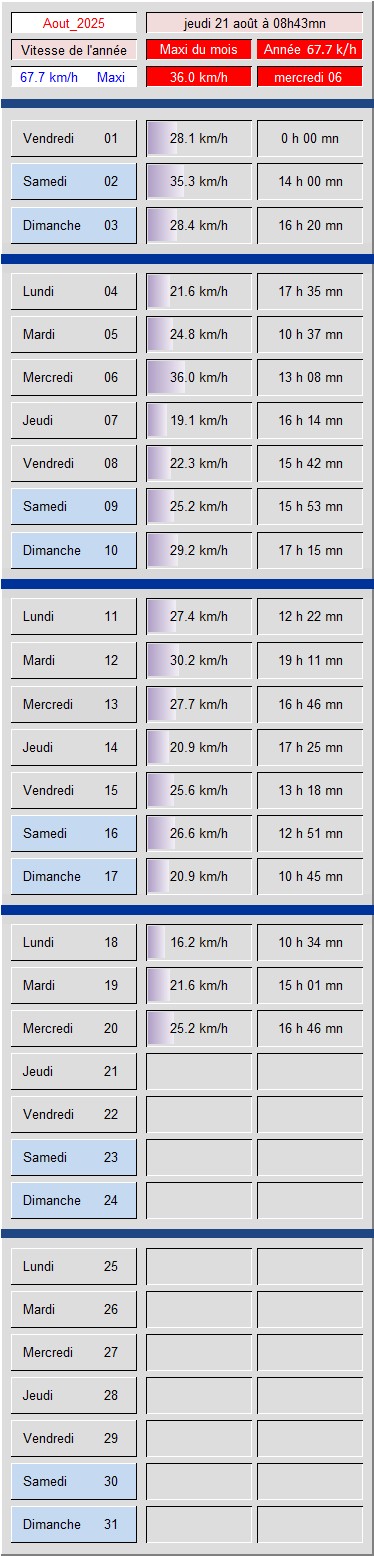 Aout_2025 jeudi 21 août à 08h43mn
Vitesse de l'année Maxi du mois Année 67.7 k/h
67.7 km/h Maxi 36.0 km/h mercredi 06
Vendredi 01 28.1 km/h 0 h 00 mn
Samedi 02 35.3 km/h 14 h 00 mn
Dimanche 03 28.4 km/h 16 h 20 mn
Lundi 04 21.6 km/h 17 h 35 mn
Mardi 05 24.8 km/h 10 h 37 mn
Mercredi 06 36.0 km/h 13 h 08 mn
Jeudi 07 19.1 km/h 16 h 14 mn
Vendredi 08 22.3 km/h 15 h 42 mn
Samedi 09 25.2 km/h 15 h 53 mn
Dimanche 10 29.2 km/h 17 h 15 mn
Lundi 11 27.4 km/h 12 h 22 mn
Mardi 12 30.2 km/h 19 h 11 mn
Mercredi 13 27.7 km/h 16 h 46 mn
Jeudi 14 20.9 km/h 17 h 25 mn
Vendredi 15 25.6 km/h 13 h 18 mn
Samedi 16 26.6 km/h 12 h 51 mn
Dimanche 17 20.9 km/h 10 h 45 mn
Lundi 18 16.2 km/h 10 h 34 mn
Mardi 19 21.6 km/h 15 h 01 mn
Mercredi 20 25.2 km/h 16 h 46 mn
Jeudi 21
Vendredi 22
Samedi 23
Dimanche 24
Lundi 25
Mardi 26
Mercredi 27
Jeudi 28
Vendredi 29
Samedi 30
Dimanche 31